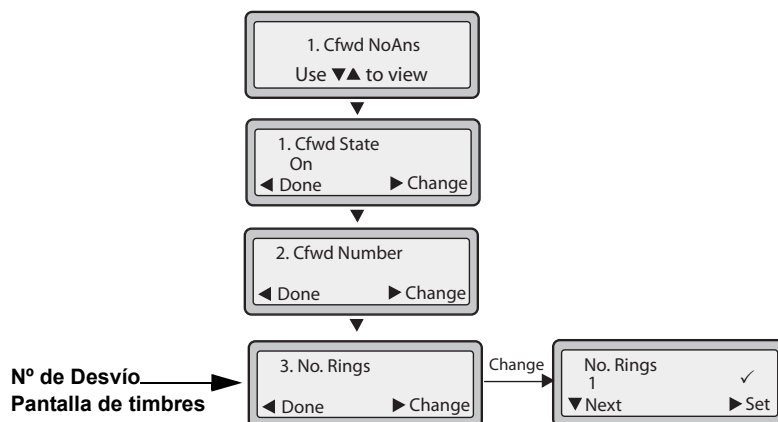 1. Cfwd NoAns
Use ▼▲ to view
▼
1. Cfwd State
On
◀ Done ▶ Change
▼
2. Cfwd Number
◀ Done ▶ Change
▼
Nº de Desvío
Pantalla de timbres
3. No. Rings
◀ Done ▶ Change
Change
No. Rings
1 ✓
▼ Next ▶ Set